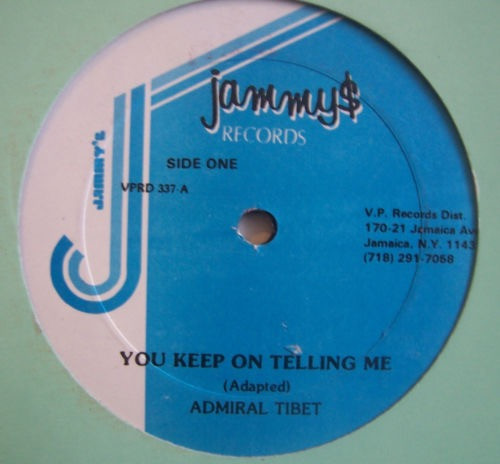 jammy$
RECORDS
JAMMY'S
SIDE ONE
VPRD 337-A
V.P. Records Dist.
170-21 Jamaica Av
Jamaica, N.Y. 1143
(718) 291-7058
YOU KEEP ON TELLING ME
(Adapted)
ADMIRAL TIBET